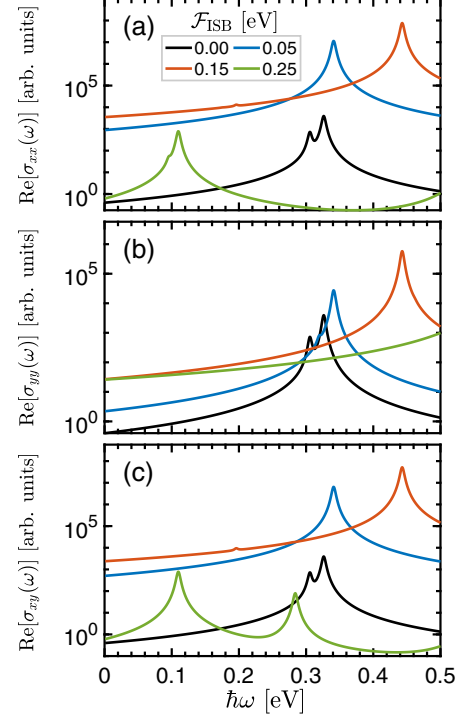 𝓕ISB [eV]
0.00 0.05
0.15 0.25
(a)
Re[σxx(ω)] [arb. units]
10^5
10^0
(b)
Re[σyy(ω)] [arb. units]
10^5
10^0
(c)
Re[σxy(ω)] [arb. units]
10^5
10^0
0 0.1 0.2 0.3 0.4 0.5
ℏω [eV]